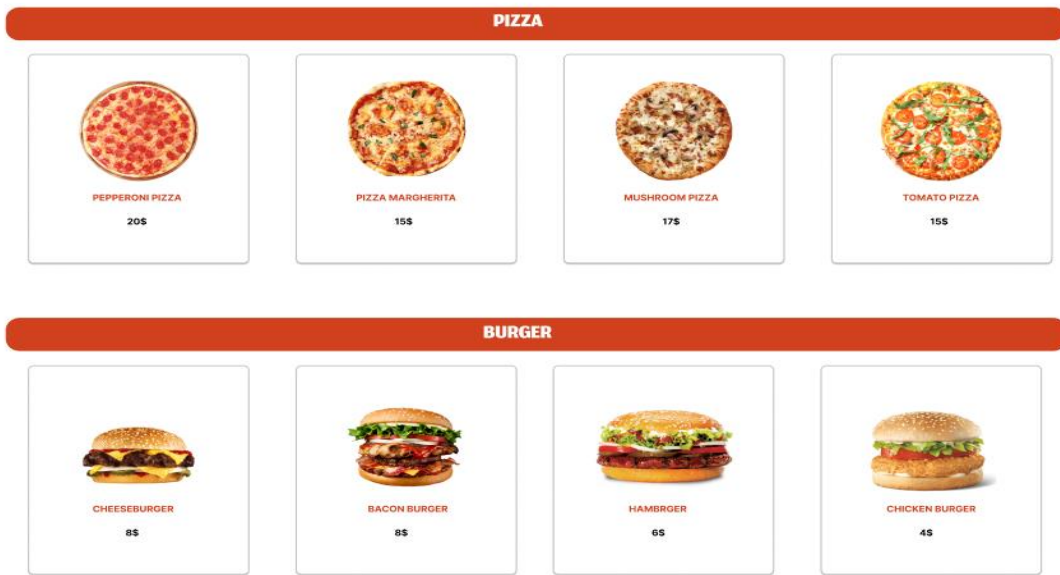 PIZZA
PEPPERONI PIZZA
PIZZA MARGHERITA
MUSHROOM PIZZA
TOMATO PIZZA
20$
15$
17$
15$
BURGER
CHEESEBURGER
BACON BURGER
HAMBRGER
CHICKEN BURGER
8$
8$
6$
4$